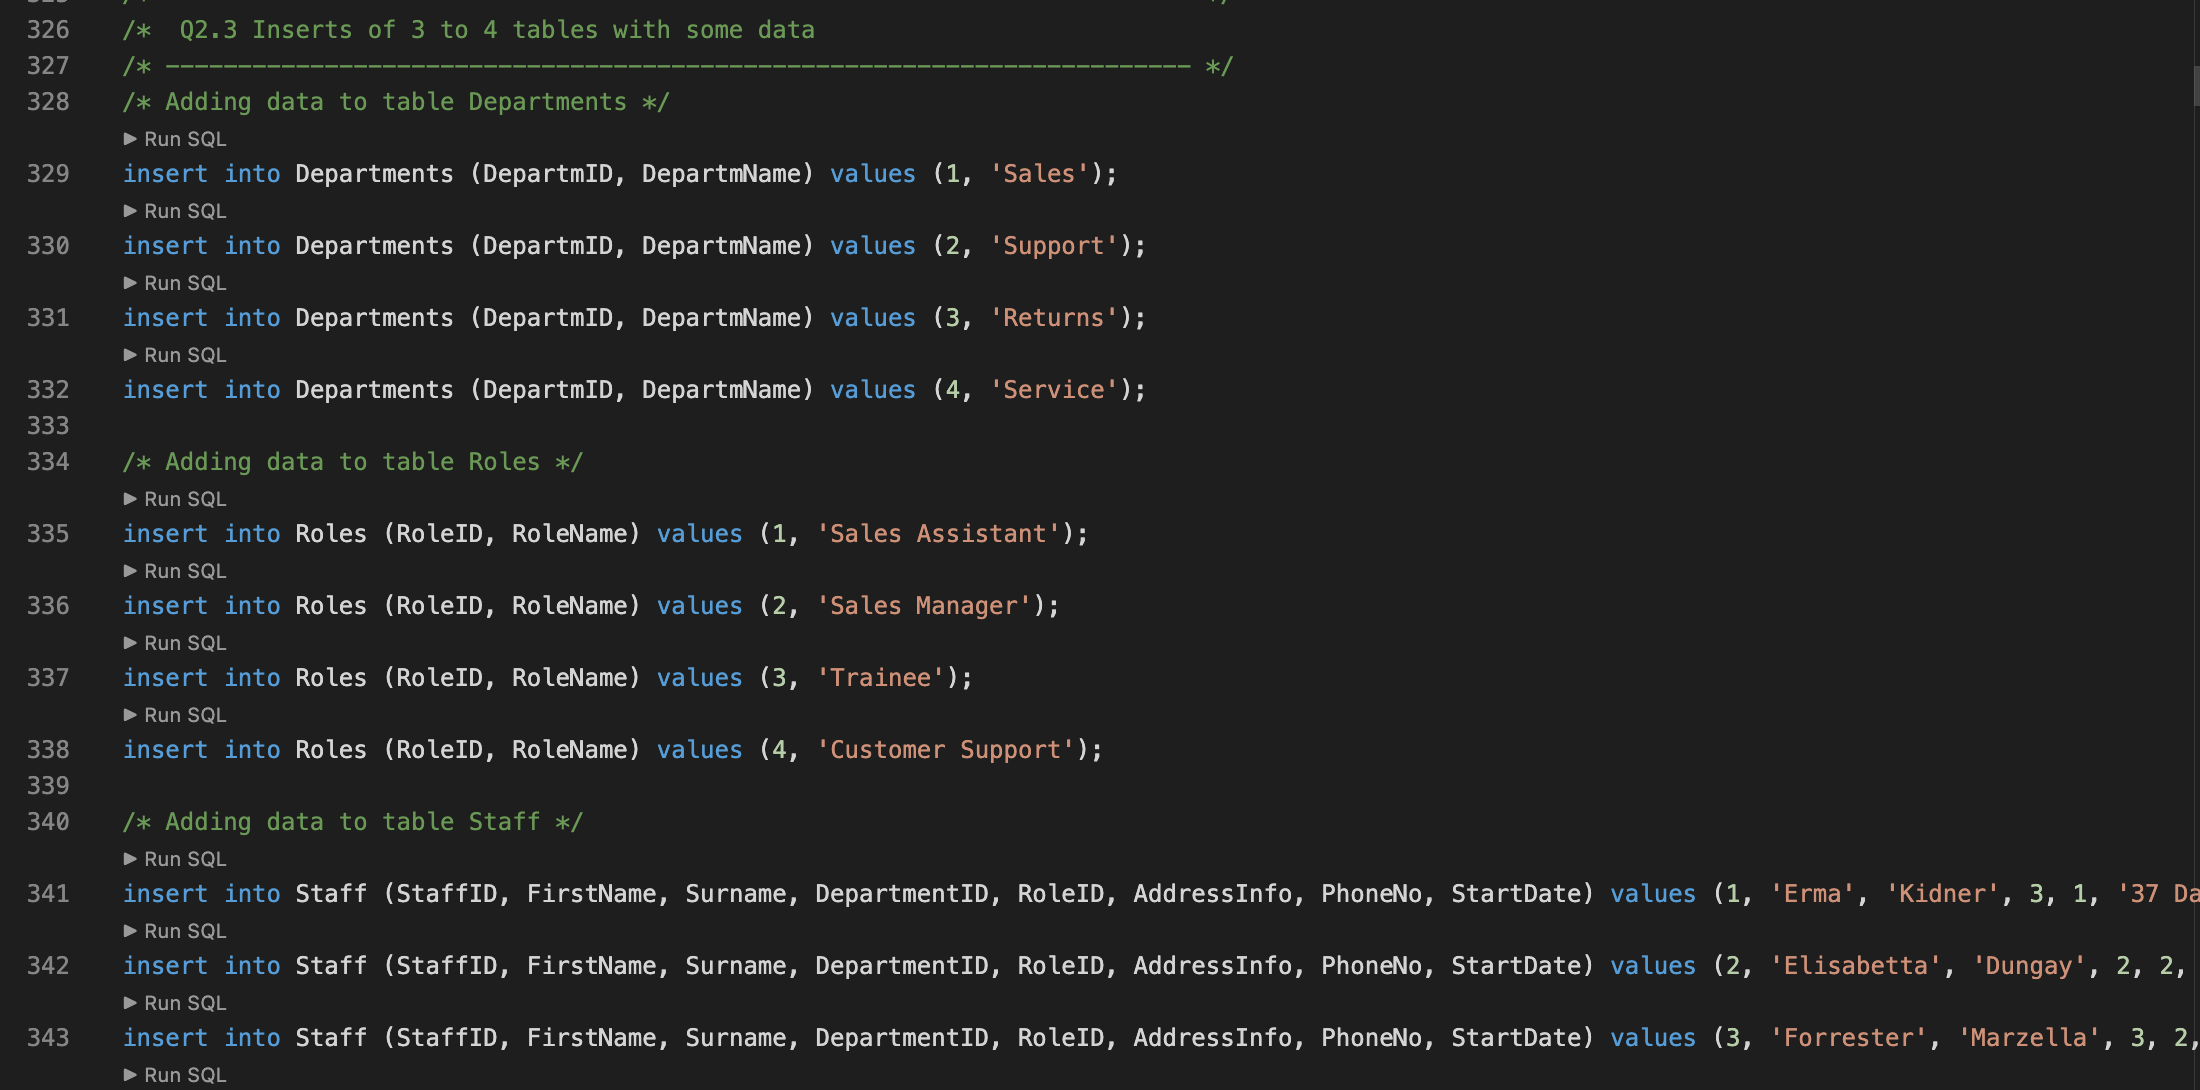 326 /*  Q2.3 Inserts of 3 to 4 tables with some data
327 /* ----------------------------------------------------------------------- */
328 /* Adding data to table Departments */
▶ Run SQL
329 insert into Departments (DepartmID, DepartmName) values (1, 'Sales');
▶ Run SQL
330 insert into Departments (DepartmID, DepartmName) values (2, 'Support');
▶ Run SQL
331 insert into Departments (DepartmID, DepartmName) values (3, 'Returns');
▶ Run SQL
332 insert into Departments (DepartmID, DepartmName) values (4, 'Service');
333
334 /* Adding data to table Roles */
▶ Run SQL
335 insert into Roles (RoleID, RoleName) values (1, 'Sales Assistant');
▶ Run SQL
336 insert into Roles (RoleID, RoleName) values (2, 'Sales Manager');
▶ Run SQL
337 insert into Roles (RoleID, RoleName) values (3, 'Trainee');
▶ Run SQL
338 insert into Roles (RoleID, RoleName) values (4, 'Customer Support');
339
340 /* Adding data to table Staff */
▶ Run SQL
341 insert into Staff (StaffID, FirstName, Surname, DepartmentID, RoleID, AddressInfo, PhoneNo, StartDate) values (1, 'Erma', 'Kidner', 3, 1, '37 Da
▶ Run SQL
342 insert into Staff (StaffID, FirstName, Surname, DepartmentID, RoleID, AddressInfo, PhoneNo, StartDate) values (2, 'Elisabetta', 'Dungay', 2, 2,
▶ Run SQL
343 insert into Staff (StaffID, FirstName, Surname, DepartmentID, RoleID, AddressInfo, PhoneNo, StartDate) values (3, 'Forrester', 'Marzella', 3, 2,
▶ Run SQL